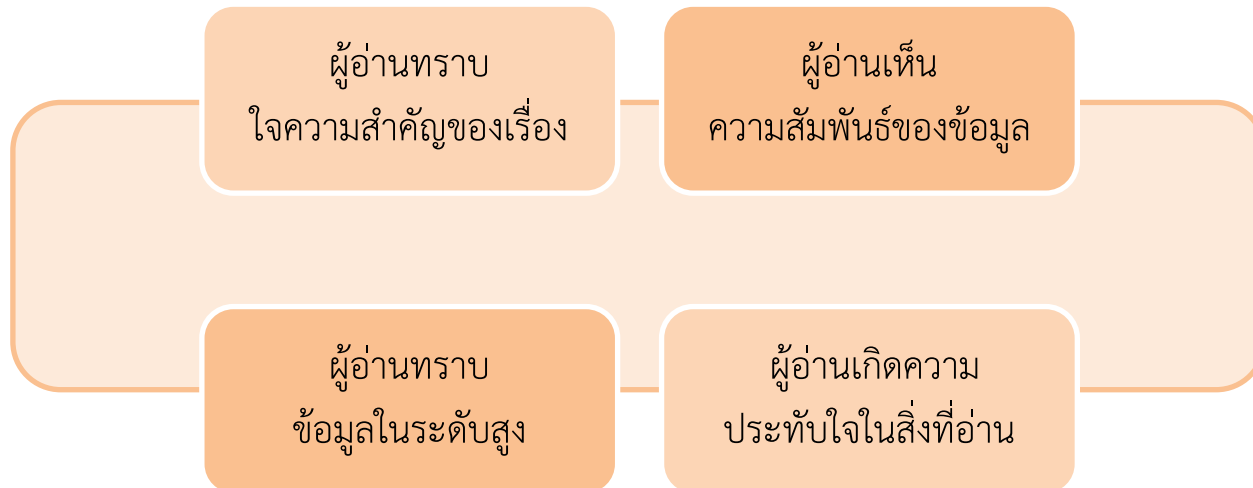 ผู้อ่านทราบ
ใจความสำคัญของเรื่อง
ผู้อ่านเห็น
ความสัมพันธ์ของข้อมูล
ผู้อ่านทราบ
ข้อมูลในระดับสูง
ผู้อ่านเกิดความ
ประทับใจในสิ่งที่อ่าน